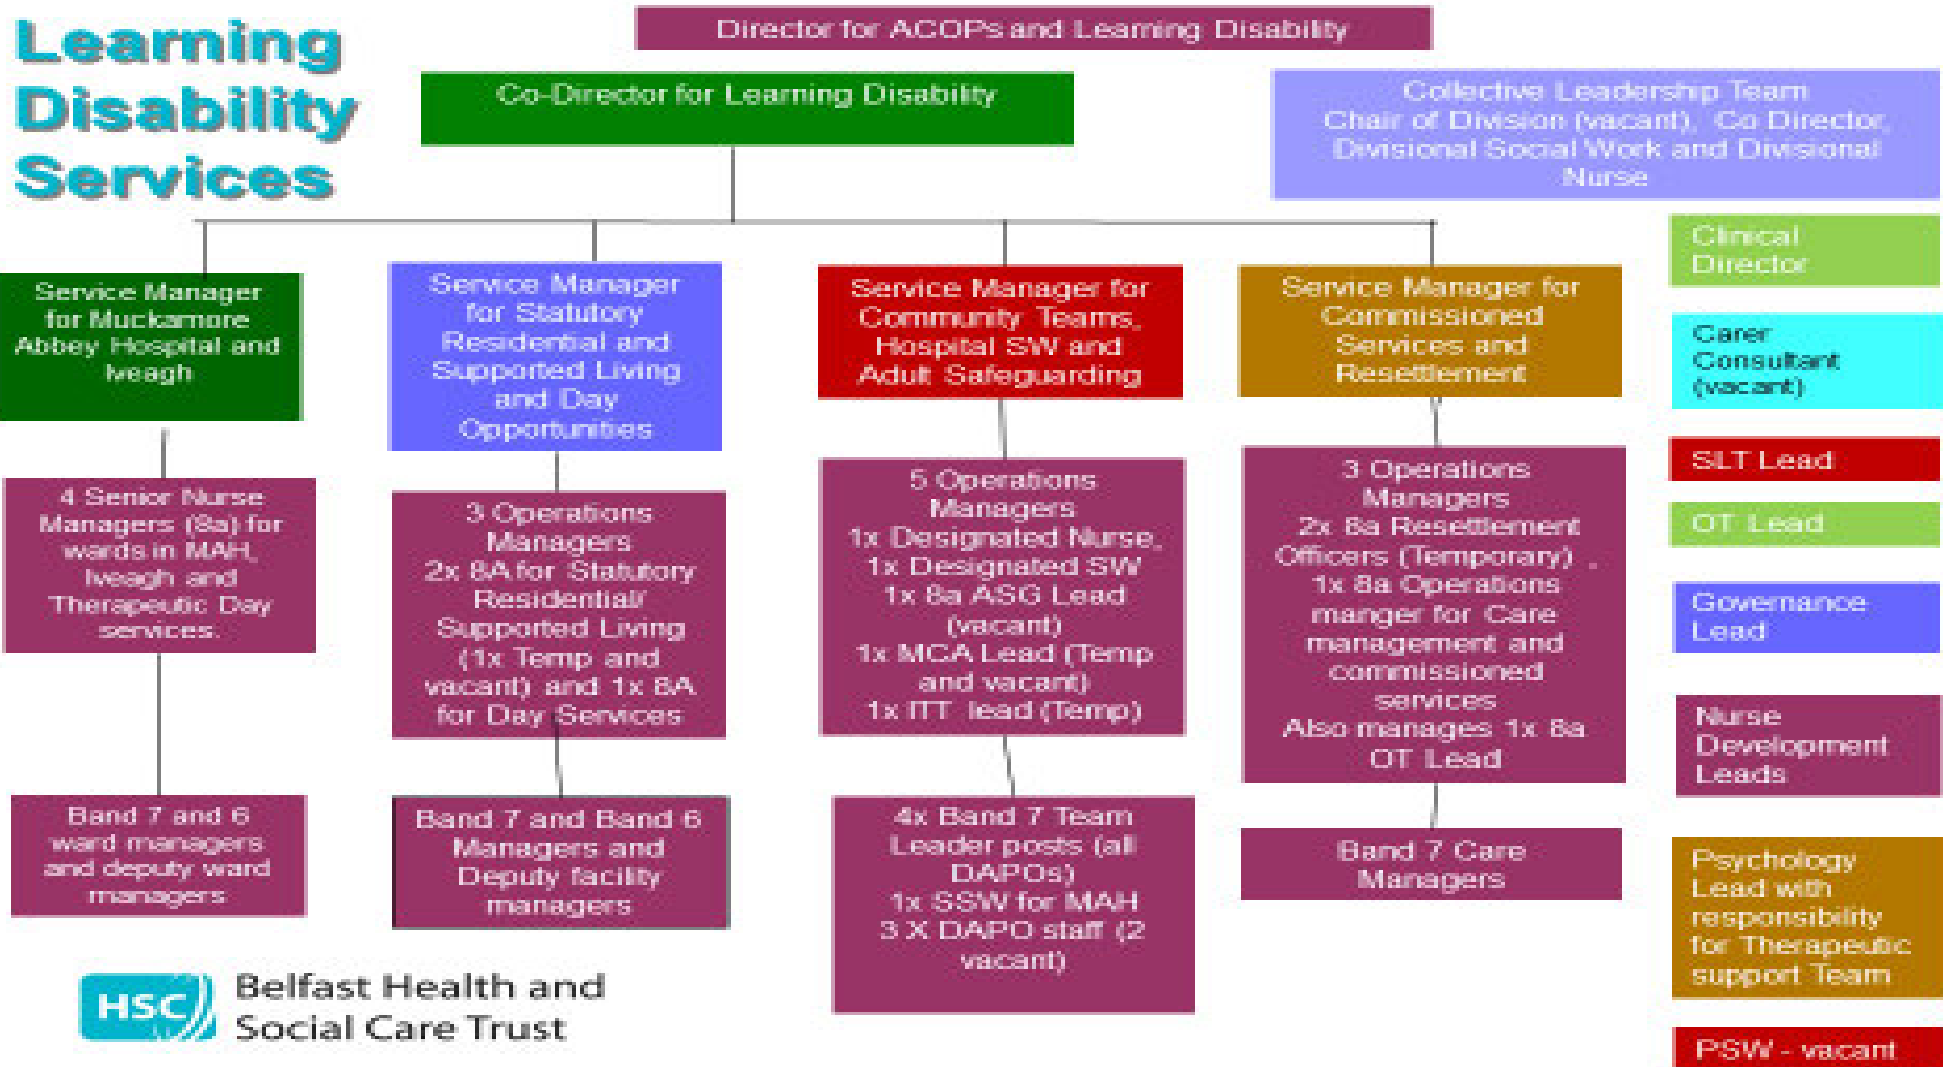 Learning
Disability
Services
Director for ACOPs and Learning Disability
Co-Director for Learning Disability
Collective Leadership Team
Chair of Division (vacant), Co Director,
Divisional Social Work and Divisional
Nurse
Service Manager
for Muckamore
Abbey Hospital and
Iveagh
Service Manager
for Statutory
Residential and
Supported Living
and Day
Opportunities
Service Manager for
Community Teams,
Hospital SW and
Adult Safeguarding
Service Manager for
Commissioned
Services and
Resettlement
4 Senior Nurse
Managers (8a) for
wards in MAH,
Iveagh and
Therapeutic Day
services.
3 Operations
Managers
2x 8A for Statutory
Residential/
Supported Living
(1x Temp and
vacant) and 1x 8A
for Day Services
5 Operations
Managers
1x Designated Nurse,
1x Designated SW
1x 8a ASG Lead
(vacant)
1x MCA Lead (Temp
and vacant)
1x ITT lead (Temp)
3 Operations
Managers
2x 8a Resettlement
Officers (Temporary) ,
1x 8a Operations
manger for Care
management and
commissioned
services
Also manages 1x 8a
OT Lead
Band 7 and 6
ward managers
and deputy ward
managers
Band 7 and Band 6
Managers and
Deputy facility
managers
4x Band 7 Team
Leader posts (all
DAPOs)
1x SSW for MAH
3 X DAPO staff (2
vacant)
Band 7 Care
Managers
Clinical
Director
Carer
Consultant
(vacant)
SLT Lead
OT Lead
Governance
Lead
Nurse
Development
Leads
Psychology
Lead with
responsibility
for Therapeutic
support Team
PSW - vacant
HSC
Belfast Health and
Social Care Trust